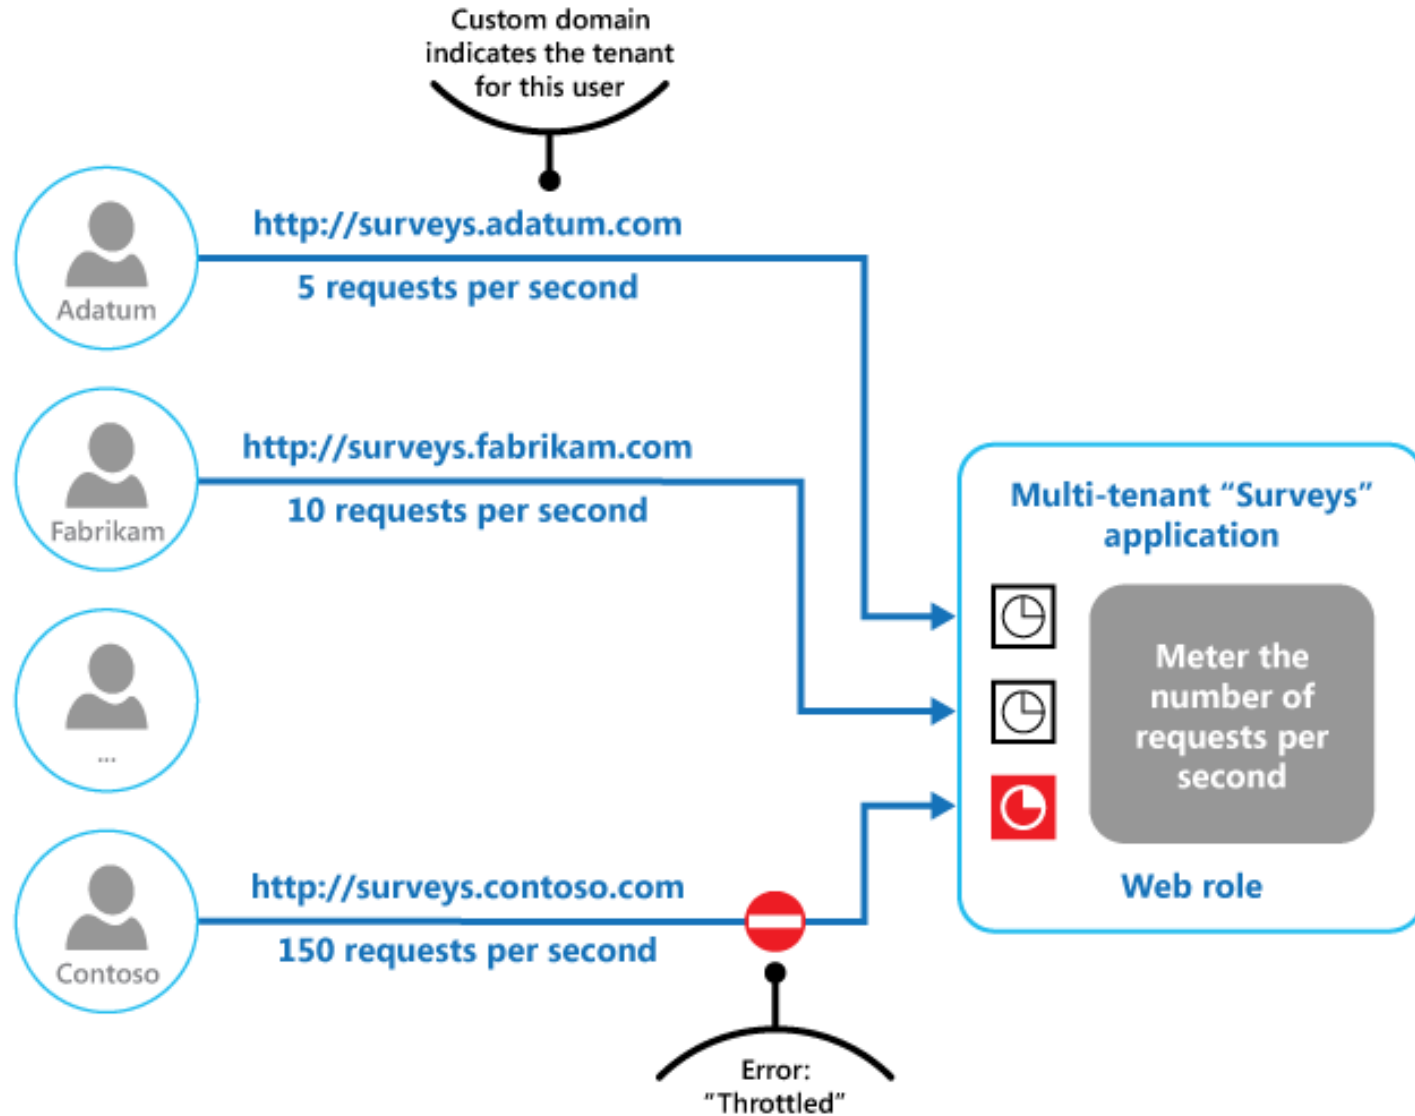 Custom domain
indicates the tenant
for this user
http://surveys.adatum.com
5 requests per second
Adatum
http://surveys.fabrikam.com
10 requests per second
Fabrikam
...
http://surveys.contoso.com
150 requests per second
Contoso
Error:
"Throttled"
Multi-tenant “Surveys”
application
Meter the
number of
requests per
second
Web role